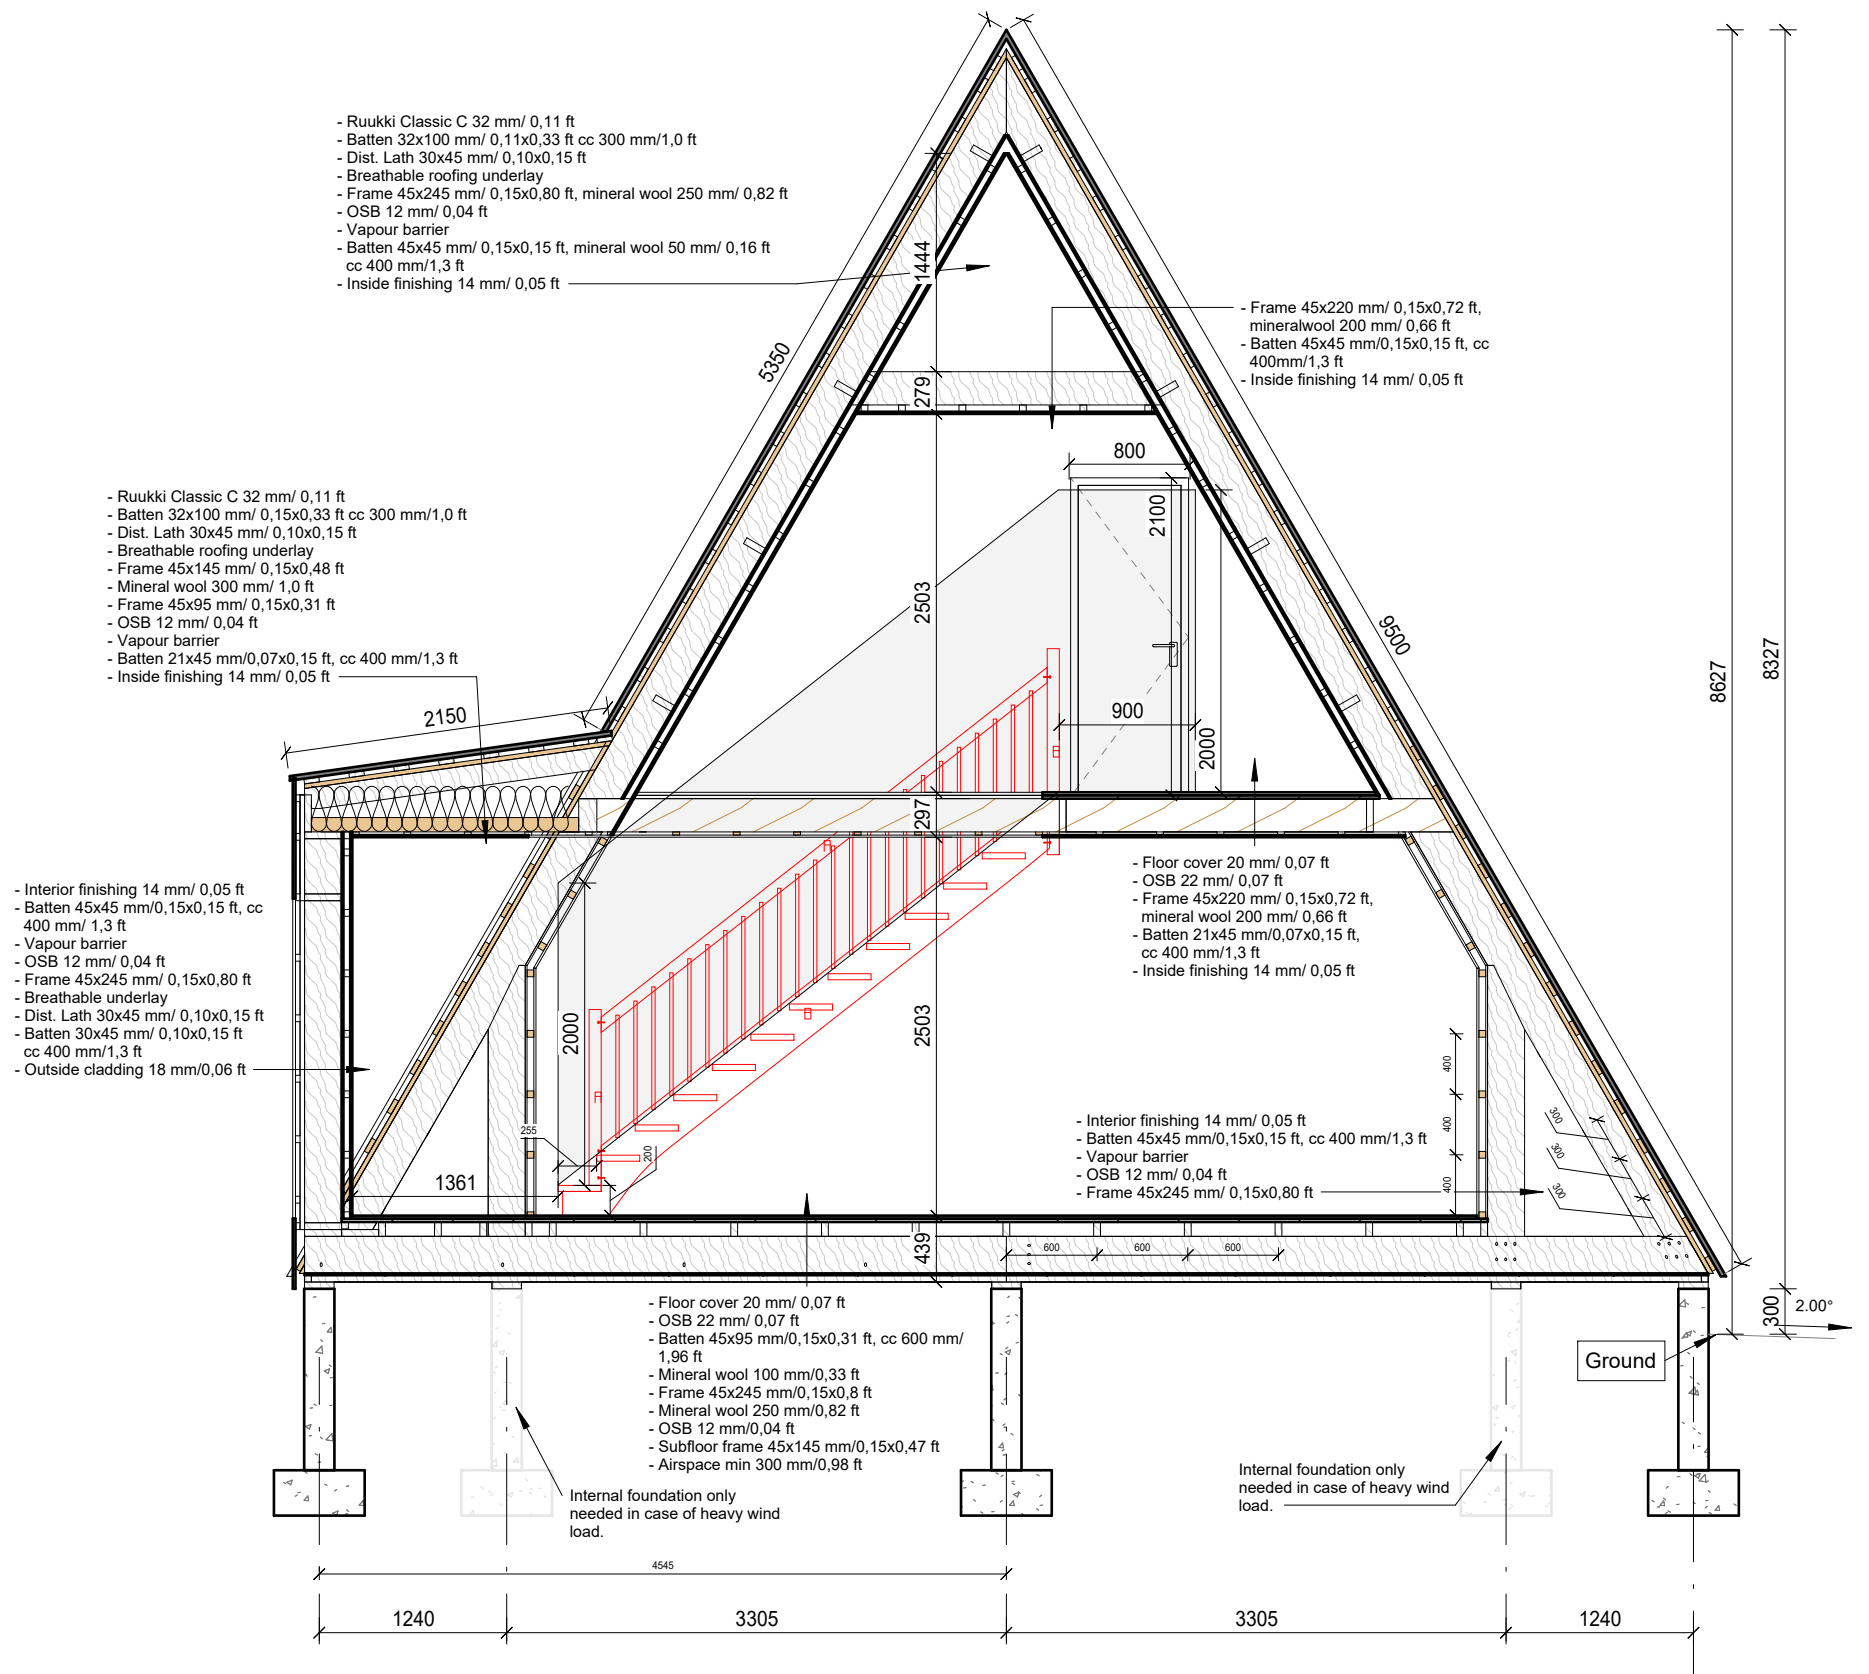 - Ruukki Classic C 32 mm/ 0,11 ft
- Batten 32x100 mm/ 0,11x0,33 ft cc 300 mm/1,0 ft
- Dist. Lath 30x45 mm/ 0,10x0,15 ft
- Breathable roofing underlay
- Frame 45x245 mm/ 0,15x0,80 ft, mineral wool 250 mm/ 0,82 ft
- OSB 12 mm/ 0,04 ft
- Vapour barrier
- Batten 45x45 mm/ 0,15x0,15 ft, mineral wool 50 mm/ 0,16 ft
cc 400 mm/1,3 ft
- Inside finishing 14 mm/ 0,05 ft
1444
5350
279
- Frame 45x220 mm/ 0,15x0,72 ft,
mineralwool 200 mm/ 0,66 ft
- Batten 45x45 mm/0,15x0,15 ft, cc
400mm/1,3 ft
- Inside finishing 14 mm/ 0,05 ft
800
2100
2503
9500
8627
8327
- Ruukki Classic C 32 mm/ 0,11 ft
- Batten 32x100 mm/ 0,15x0,33 ft cc 300 mm/1,0 ft
- Dist. Lath 30x45 mm/ 0,10x0,15 ft
- Breathable roofing underlay
- Frame 45x145 mm/ 0,15x0,48 ft
- Mineral wool 300 mm/ 1,0 ft
- Frame 45x95 mm/ 0,15x0,31 ft
- OSB 12 mm/ 0,04 ft
- Vapour barrier
- Batten 21x45 mm/0,07x0,15 ft, cc 400 mm/1,3 ft
- Inside finishing 14 mm/ 0,05 ft
2150
900
2000
297
- Interior finishing 14 mm/ 0,05 ft
- Batten 45x45 mm/0,15x0,15 ft, cc
400 mm/ 1,3 ft
- Vapour barrier
- OSB 12 mm/ 0,04 ft
- Frame 45x245 mm/ 0,15x0,80 ft
- Breathable underlay
- Dist. Lath 30x45 mm/ 0,10x0,15 ft
- Batten 30x45 mm/ 0,10x0,15 ft
cc 400 mm/1,3 ft
- Outside cladding 18 mm/0,06 ft
- Floor cover 20 mm/ 0,07 ft
- OSB 22 mm/ 0,07 ft
- Frame 45x220 mm/ 0,15x0,72 ft,
mineral wool 200 mm/ 0,66 ft
- Batten 21x45 mm/0,07x0,15 ft,
cc 400 mm/1,3 ft
- Inside finishing 14 mm/ 0,05 ft
2000
2503
400
400
400
255
200
1361
- Interior finishing 14 mm/ 0,05 ft
- Batten 45x45 mm/0,15x0,15 ft, cc 400 mm/1,3 ft
- Vapour barrier
- OSB 12 mm/ 0,04 ft
- Frame 45x245 mm/ 0,15x0,80 ft
300
300
300
439
600
600
600
- Floor cover 20 mm/ 0,07 ft
- OSB 22 mm/ 0,07 ft
- Batten 45x95 mm/0,15x0,31 ft, cc 600 mm/
1,96 ft
- Mineral wool 100 mm/0,33 ft
- Frame 45x245 mm/0,15x0,8 ft
- Mineral wool 250 mm/0,82 ft
- OSB 12 mm/0,04 ft
- Subfloor frame 45x145 mm/0,15x0,47 ft
- Airspace min 300 mm/0,98 ft
300
2.00°
Ground
Internal foundation only
needed in case of heavy wind
load.
Internal foundation only
needed in case of heavy wind
load.
4545
1240
3305
3305
1240